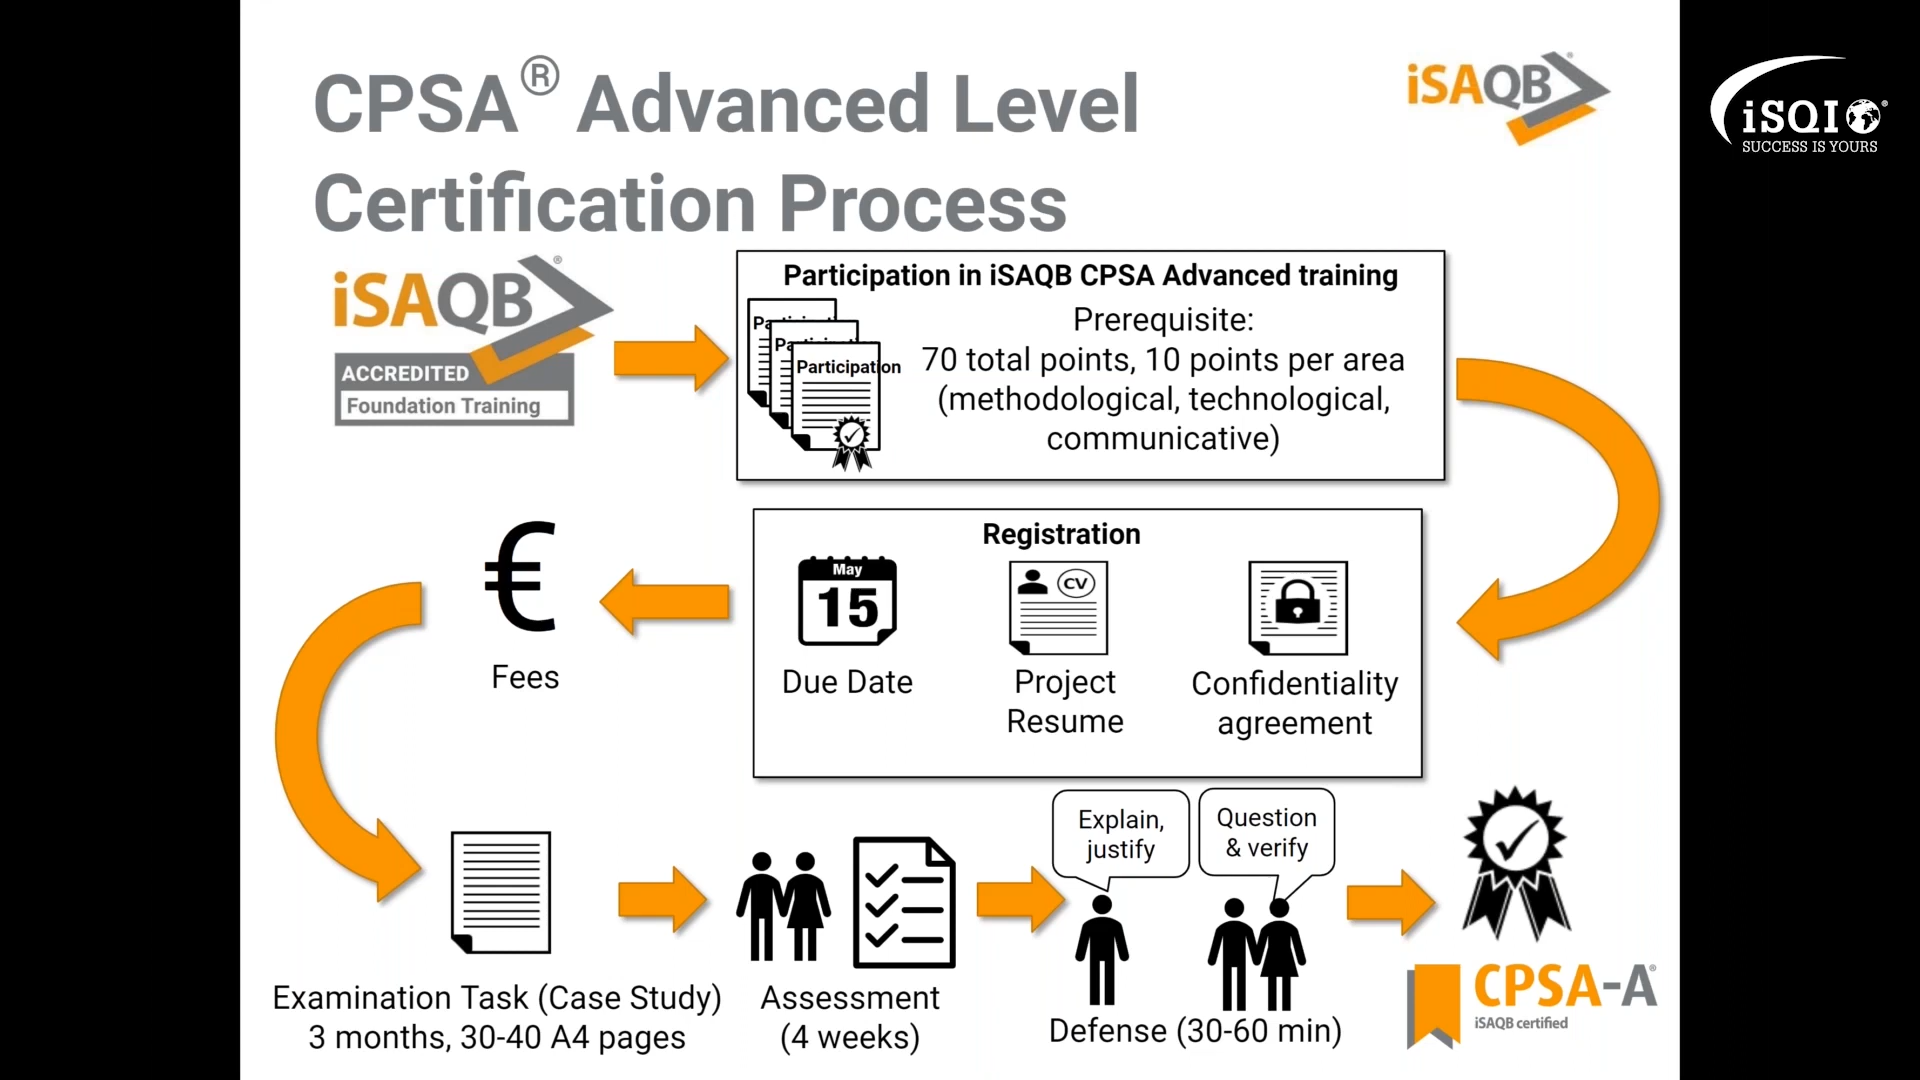 CPSA® Advanced Level
Certification Process
iSAQB®
iSQI®
SUCCESS IS YOURS
iSAQB®
ACCREDITED
Foundation Training
Participation in iSAQB CPSA Advanced training
Participation
Prerequisite:
70 total points, 10 points per area
(methodological, technological,
communicative)
Registration
May
15
Due Date
CV
Project
Resume
Confidentiality
agreement
€
Fees
Examination Task (Case Study)
3 months, 30-40 A4 pages
Assessment
(4 weeks)
Explain,
justify
Question
& verify
Defense (30-60 min)
CPSA-A®
iSAQB certified